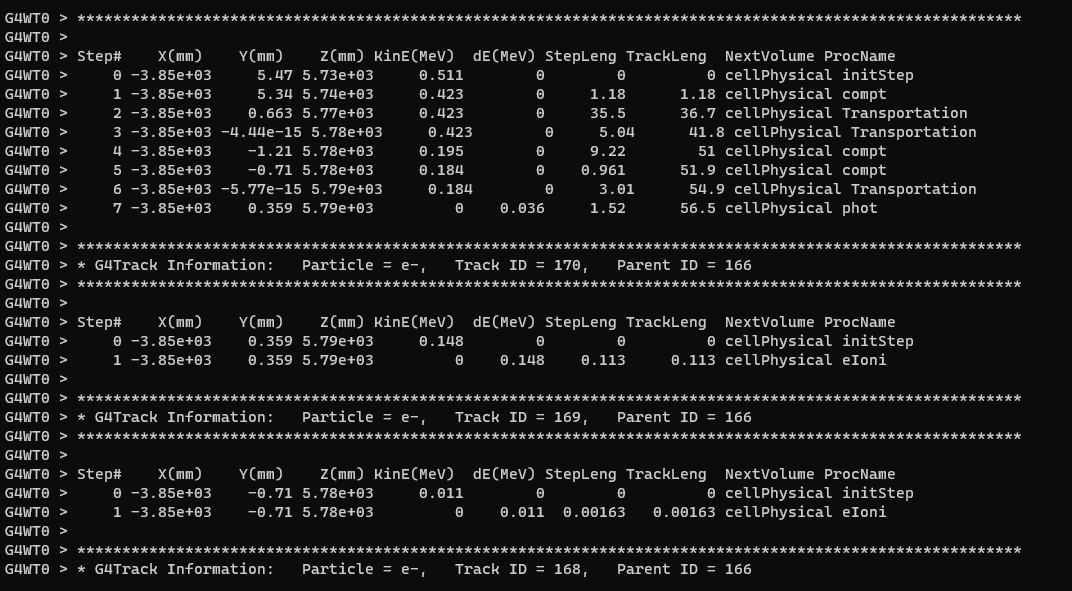 G4WT0 > *********************************************************************************************************
G4WT0 >
G4WT0 > Step#    X(mm)    Y(mm)    Z(mm) KinE(MeV)  dE(MeV) StepLeng TrackLeng  NextVolume ProcName
G4WT0 >     0 -3.85e+03     5.47 5.73e+03     0.511        0        0         0 cellPhysical initStep
G4WT0 >     1 -3.85e+03     5.34 5.74e+03     0.423        0     1.18      1.18 cellPhysical compt
G4WT0 >     2 -3.85e+03    0.663 5.77e+03     0.423        0     35.5      36.7 cellPhysical Transportation
G4WT0 >     3 -3.85e+03 -4.44e-15 5.78e+03     0.423        0     5.04      41.8 cellPhysical Transportation
G4WT0 >     4 -3.85e+03    -1.21 5.78e+03     0.195        0     9.22        51 cellPhysical compt
G4WT0 >     5 -3.85e+03    -0.71 5.78e+03     0.184        0    0.961      51.9 cellPhysical compt
G4WT0 >     6 -3.85e+03 -5.77e-15 5.79e+03     0.184        0     3.01      54.9 cellPhysical Transportation
G4WT0 >     7 -3.85e+03    0.359 5.79e+03         0    0.036     1.52      56.5 cellPhysical phot
G4WT0 >
G4WT0 > *********************************************************************************************************
G4WT0 > * G4Track Information:   Particle = e-,   Track ID = 170,   Parent ID = 166
G4WT0 > *********************************************************************************************************
G4WT0 >
G4WT0 > Step#    X(mm)    Y(mm)    Z(mm) KinE(MeV)  dE(MeV) StepLeng TrackLeng  NextVolume ProcName
G4WT0 >     0 -3.85e+03    0.359 5.79e+03     0.148        0        0         0 cellPhysical initStep
G4WT0 >     1 -3.85e+03    0.359 5.79e+03         0    0.148    0.113     0.113 cellPhysical eIoni
G4WT0 >
G4WT0 > *********************************************************************************************************
G4WT0 > * G4Track Information:   Particle = e-,   Track ID = 169,   Parent ID = 166
G4WT0 > *********************************************************************************************************
G4WT0 >
G4WT0 > Step#    X(mm)    Y(mm)    Z(mm) KinE(MeV)  dE(MeV) StepLeng TrackLeng  NextVolume ProcName
G4WT0 >     0 -3.85e+03    -0.71 5.78e+03     0.011        0        0         0 cellPhysical initStep
G4WT0 >     1 -3.85e+03    -0.71 5.78e+03         0    0.011  0.00163   0.00163 cellPhysical eIoni
G4WT0 >
G4WT0 > *********************************************************************************************************
G4WT0 > * G4Track Information:   Particle = e-,   Track ID = 168,   Parent ID = 166